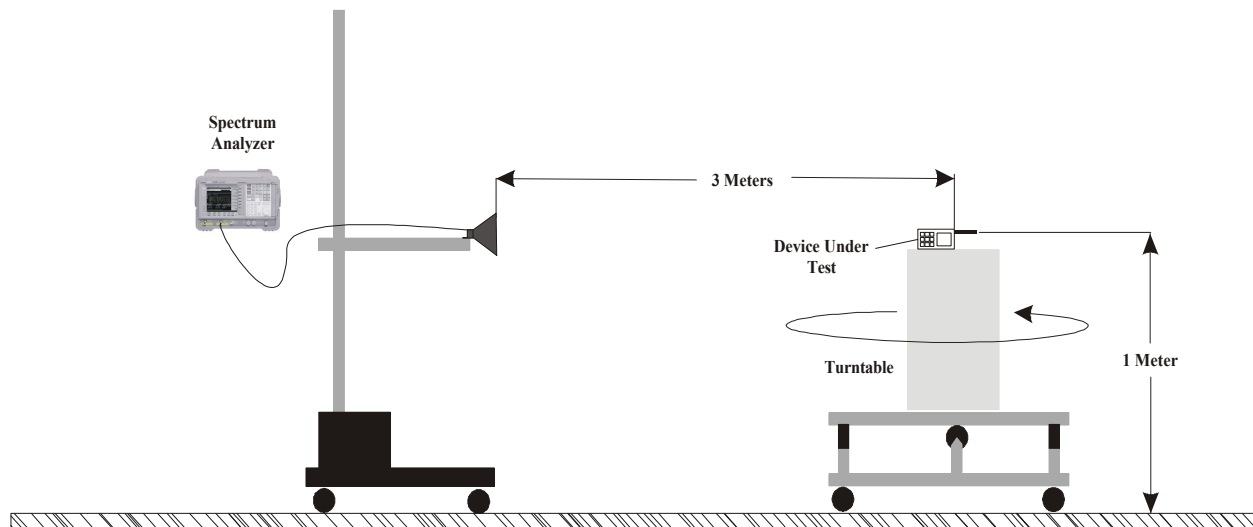 Spectrum
Analyzer
3 Meters
Device Under
Test
Turntable
1 Meter